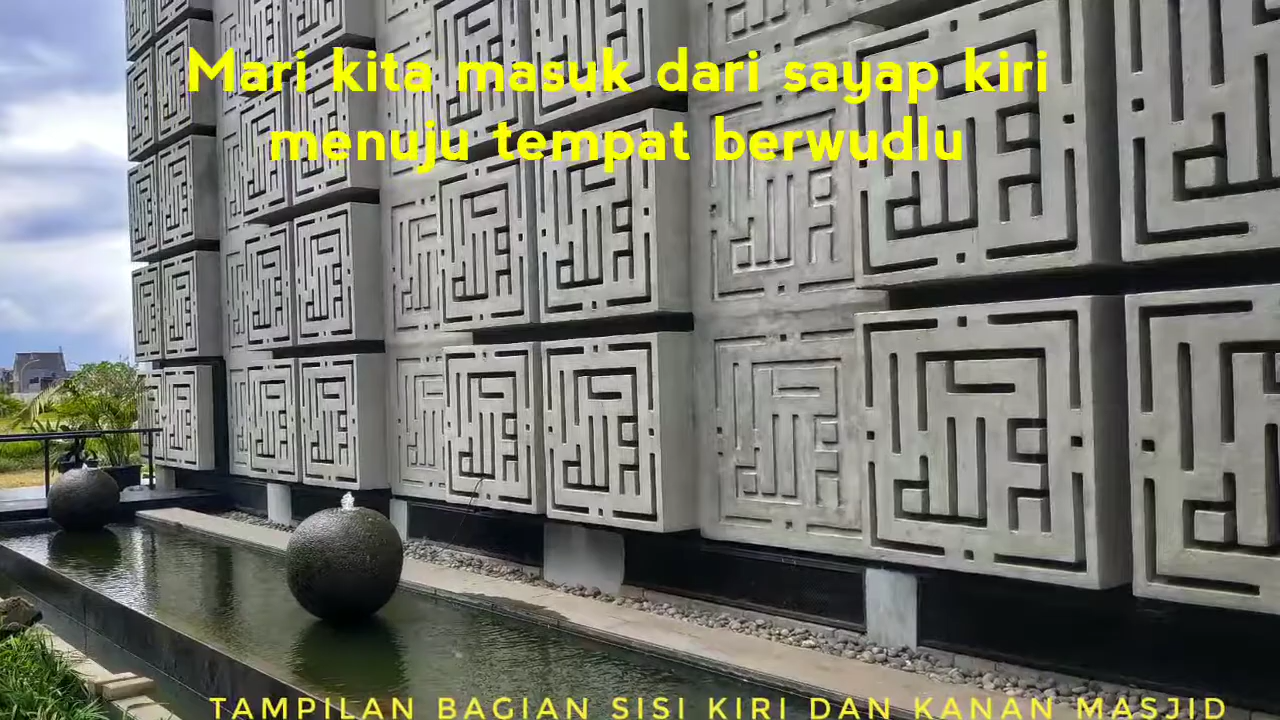 Mari kita masuk dari sayap kiri
menuju tempat berwudlu
TAMPILAN BAGIAN SISI KIRI DAN KANAN MASJID